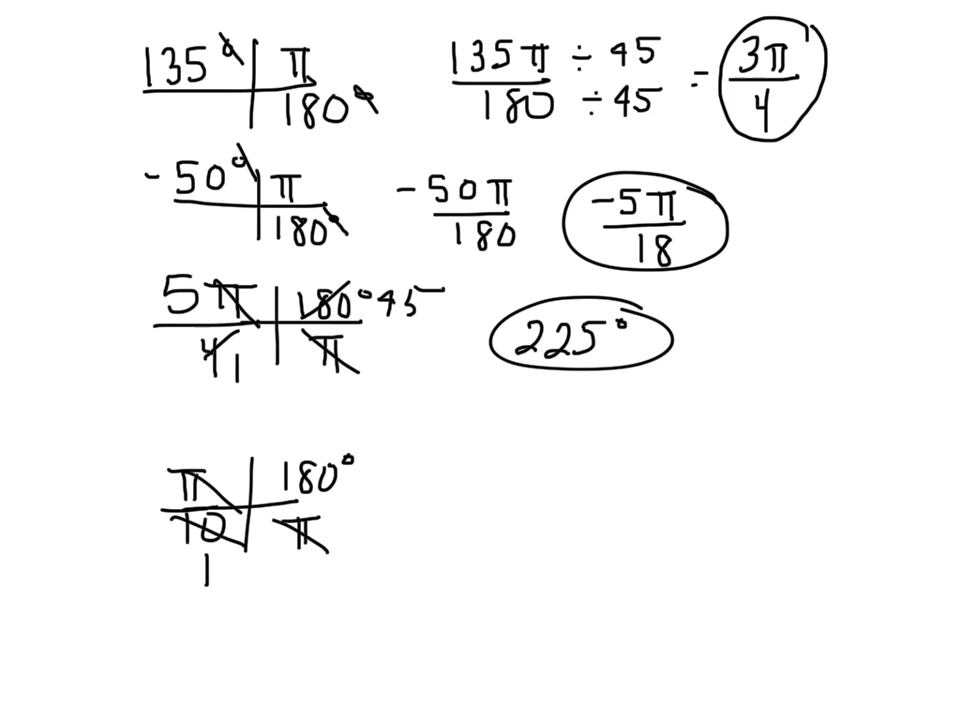 135° | π / 180° 135π ÷ 45 / 180 ÷ 45 = 3π / 4
-50° | π / 180° -50π / 180 -5π / 18
5π / 4 1 | 180° 45 / π 225°
π / 10 1 | 180° / π